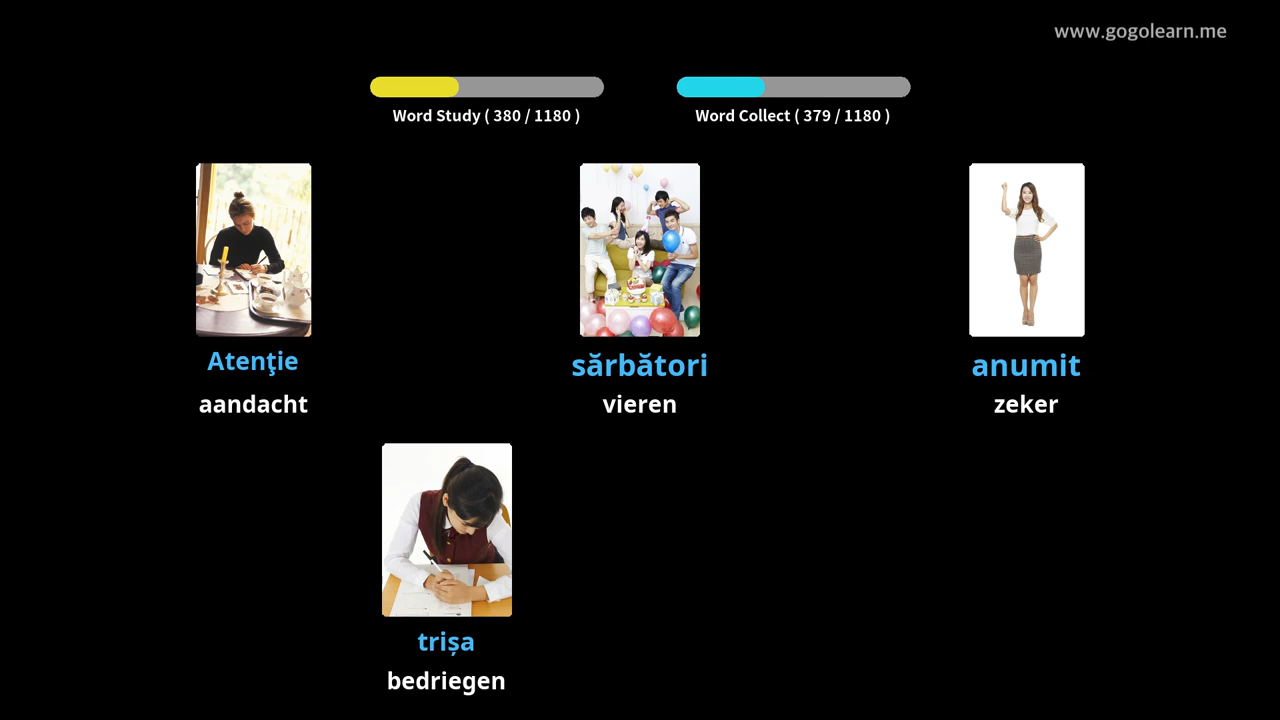 www.gogolearn.me
Word Study ( 380 / 1180 )
Word Collect ( 379 / 1180 )
Atenţie
aandacht
sărbători
vieren
anumit
zeker
trișa
bedriegen